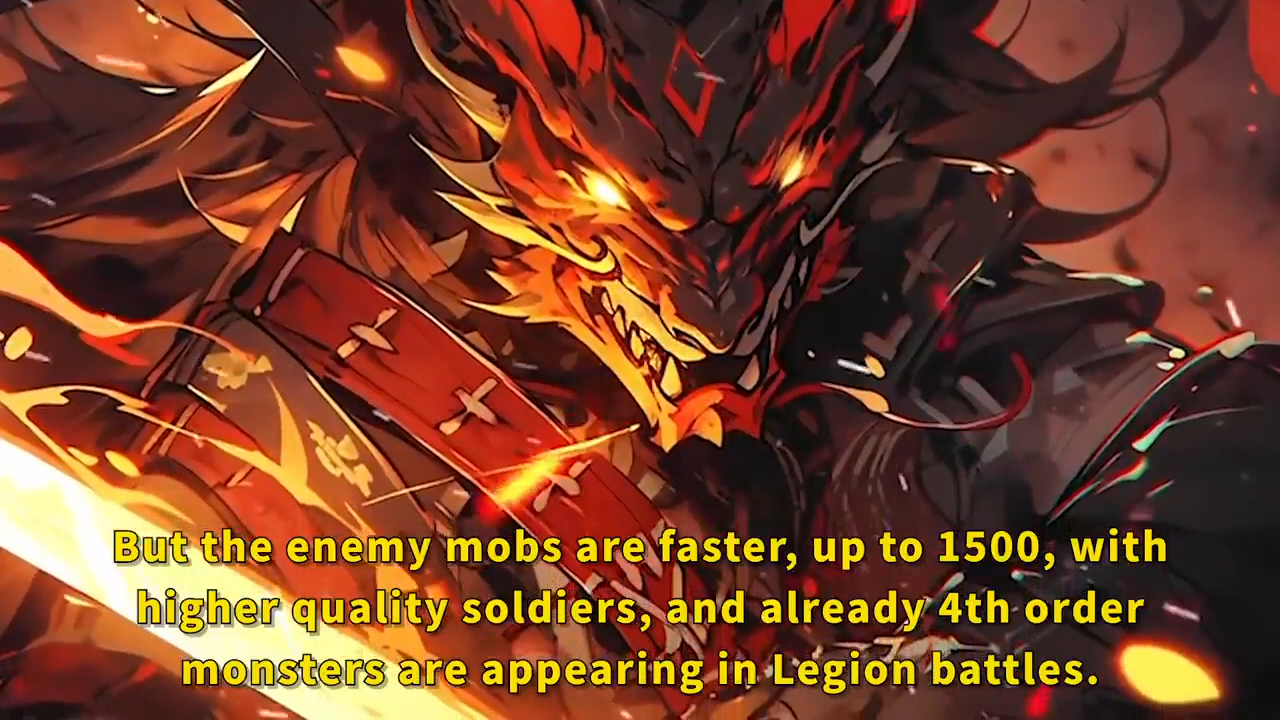 But the enemy mobs are faster, up to 1500, with
higher quality soldiers, and already 4th order
monsters are appearing in Legion battles.